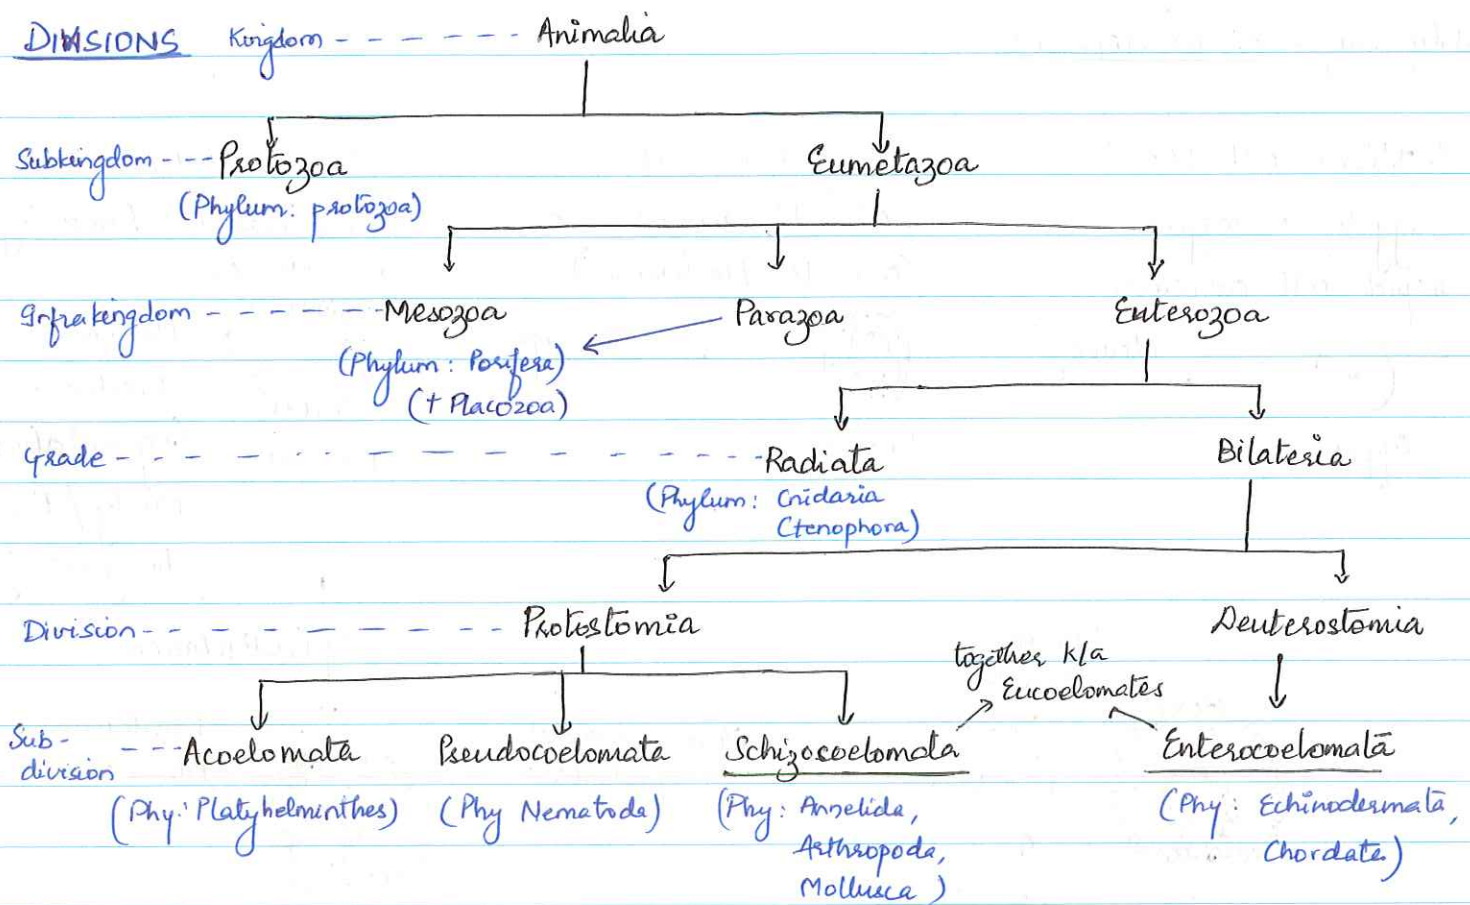 DIVISIONS Kingdom - - - - - - - Animalia
Subkingdom - - - Protozoa Eumetazoa
(Phylum: protozoa)
Infrakingdom - - - - - - - Mesozoa Parazoa Enterozoa
(Phylum: Porifera)
(+ Placozoa)
Grade - - - - - - - - - - - - - - Radiata Bilateria
(Phylum: Cnidaria
Ctenophora)
Division - - - - - - - - - - Protostomia Deuterostomia
together k/a
Eucoelomates
Sub-
division - - - Acoelomata Pseudocoelomata Schizocoelomata Enterocoelomata
(Phy: Platyhelminthes) (Phy Nematoda) (Phy: Annelida, (Phy: Echinodermata,
Arthropoda, Chordate)
Mollusca)